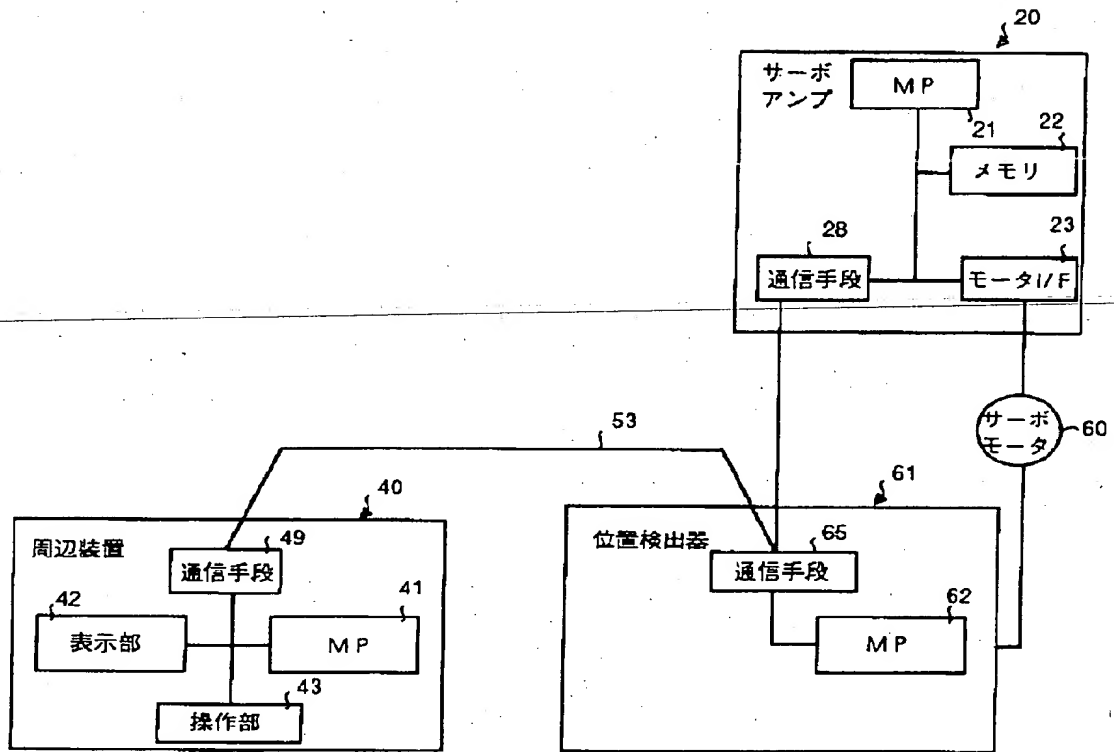 20
サーボ
アンプ
MP
21
22
メモリ
28
23
通信手段
モータI/F
サーボ
モータ
60
53
40
61
周辺装置
49
通信手段
位置検出器
65
通信手段
42
表示部
41
MP
62
MP
43
操作部